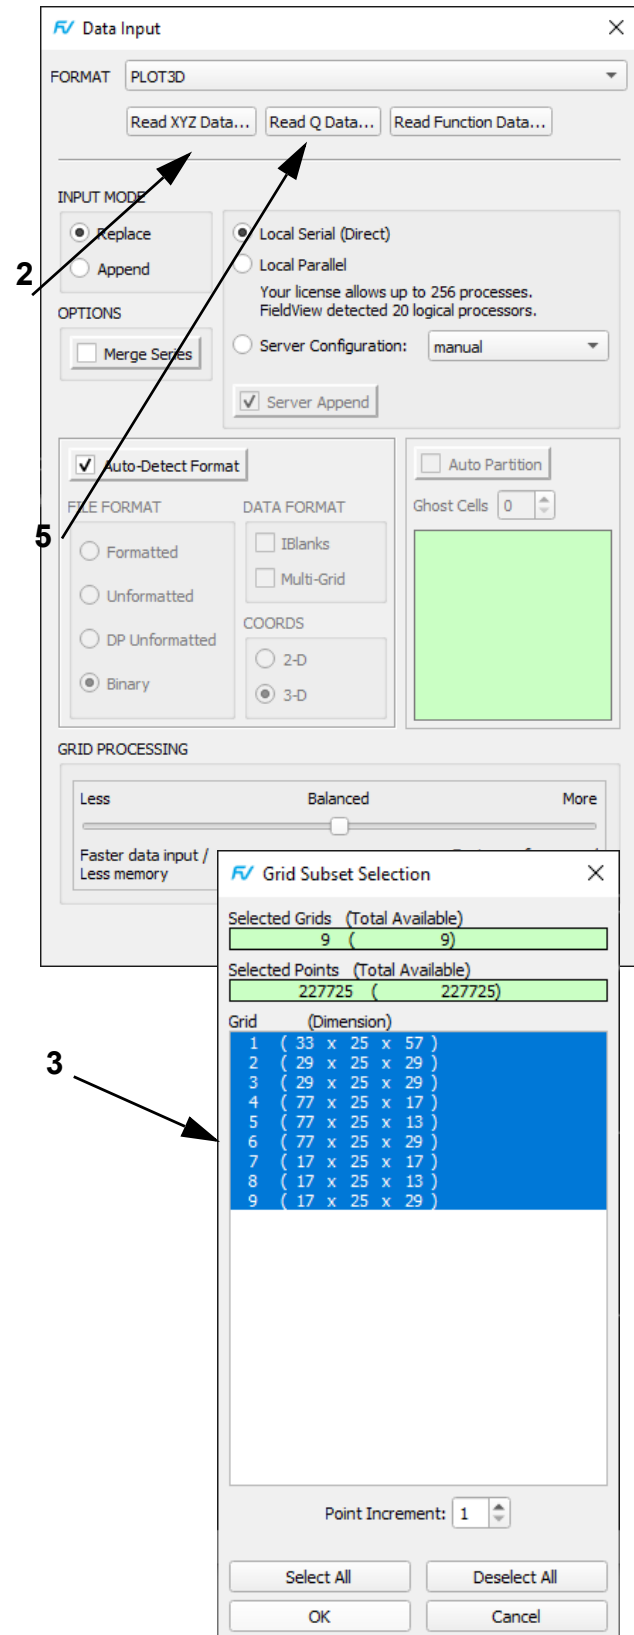 Data Input
FORMAT PLOT3D
Read XYZ Data... Read Q Data... Read Function Data...
INPUT MODE
Replace
Append
Local Serial (Direct)
Local Parallel
Your license allows up to 256 processes.
FieldView detected 20 logical processors.
2
OPTIONS
Merge Series
Server Configuration: manual
Server Append
Auto-Detect Format
Auto Partition
FILE FORMAT
DATA FORMAT
Ghost Cells 0
5
Formatted
Unformatted
DP Unformatted
Binary
IBlanks
Multi-Grid
COORDS
2-D
3-D
GRID PROCESSING
Less Balanced More
Faster data input /
Less memory
Grid Subset Selection
Selected Grids (Total Available)
9 ( 9)
Selected Points (Total Available)
227725 ( 227725)
Grid (Dimension)
3
1 ( 33 x 25 x 57 )
2 ( 29 x 25 x 29 )
3 ( 29 x 25 x 29 )
4 ( 77 x 25 x 17 )
5 ( 77 x 25 x 13 )
6 ( 77 x 25 x 29 )
7 ( 17 x 25 x 17 )
8 ( 17 x 25 x 13 )
9 ( 17 x 25 x 29 )
Point Increment: 1
Select All Deselect All
OK Cancel